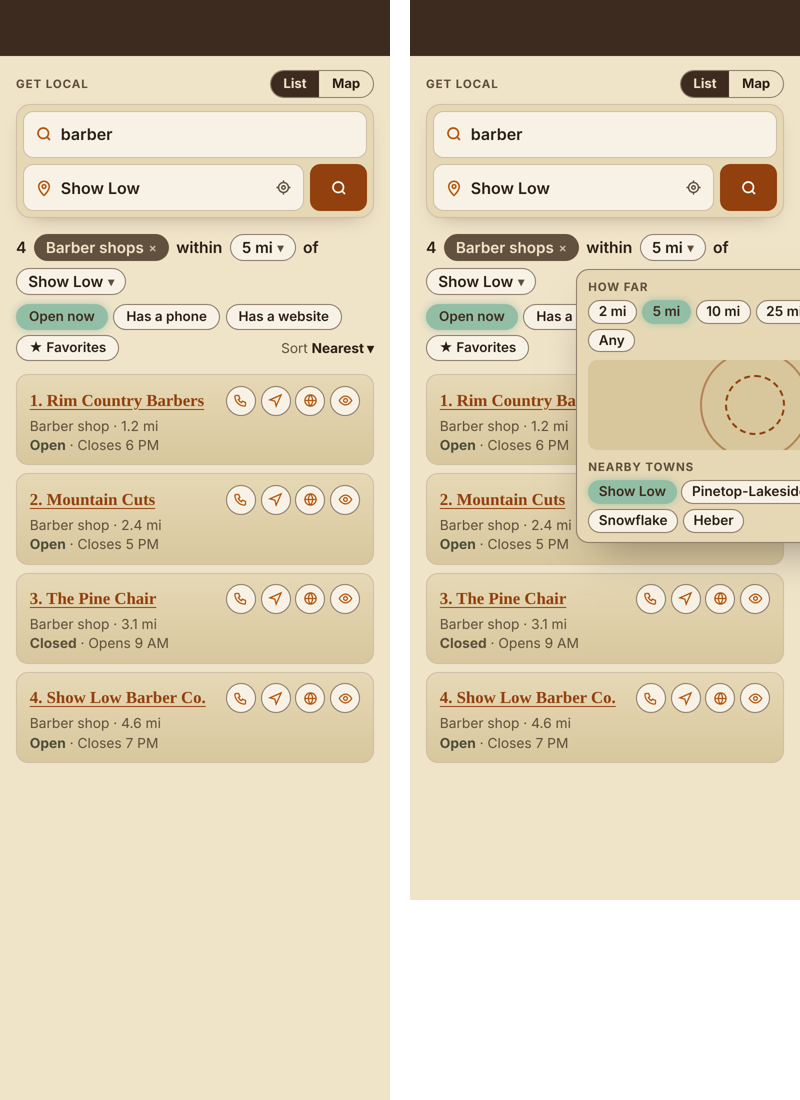 GET LOCAL
List Map
barber
Show Low
4 Barber shops × within 5 mi ▾ of
Show Low ▾
Open now Has a phone Has a website
★ Favorites Sort Nearest ▾
1. Rim Country Barbers
Barber shop · 1.2 mi
Open · Closes 6 PM
2. Mountain Cuts
Barber shop · 2.4 mi
Open · Closes 5 PM
3. The Pine Chair
Barber shop · 3.1 mi
Closed · Opens 9 AM
4. Show Low Barber Co.
Barber shop · 4.6 mi
Open · Closes 7 PM
GET LOCAL
List Map
barber
Show Low
4 Barber shops × within 5 mi ▾ of
Show Low ▾
Open now Has a
★ Favorites
HOW FAR
2 mi 5 mi 10 mi 25 mi
Any
NEARBY TOWNS
Show Low Pinetop-Lakeside
Snowflake Heber
1. Rim Country Ba
Barber shop · 1.2 mi
Open · Closes 6 PM
2. Mountain Cuts
Barber shop · 2.4 mi
Open · Closes 5 PM
3. The Pine Chair
Barber shop · 3.1 mi
Closed · Opens 9 AM
4. Show Low Barber Co.
Barber shop · 4.6 mi
Open · Closes 7 PM